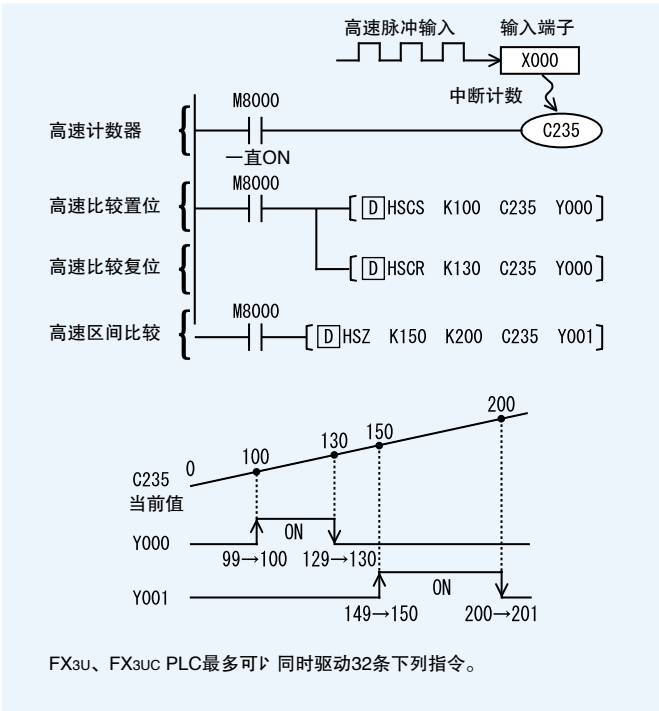 高速脉冲输入 输入端子
X000
中断计数
M8000
高速计数器 C235
一直ON
M8000
高速比较置位 [ D HSCS K100 C235 Y000 ]
高速比较复位 [ D HSCR K130 C235 Y000 ]
M8000
高速区间比较 [ D HSZ K150 K200 C235 Y001 ]
200
130 150
0 100
C235
当前值
ON
Y000
99→100 129→130
ON
Y001
149→150 200→201
FX3U、FX3UC PLC最多可 同时驱动32条下列指令。